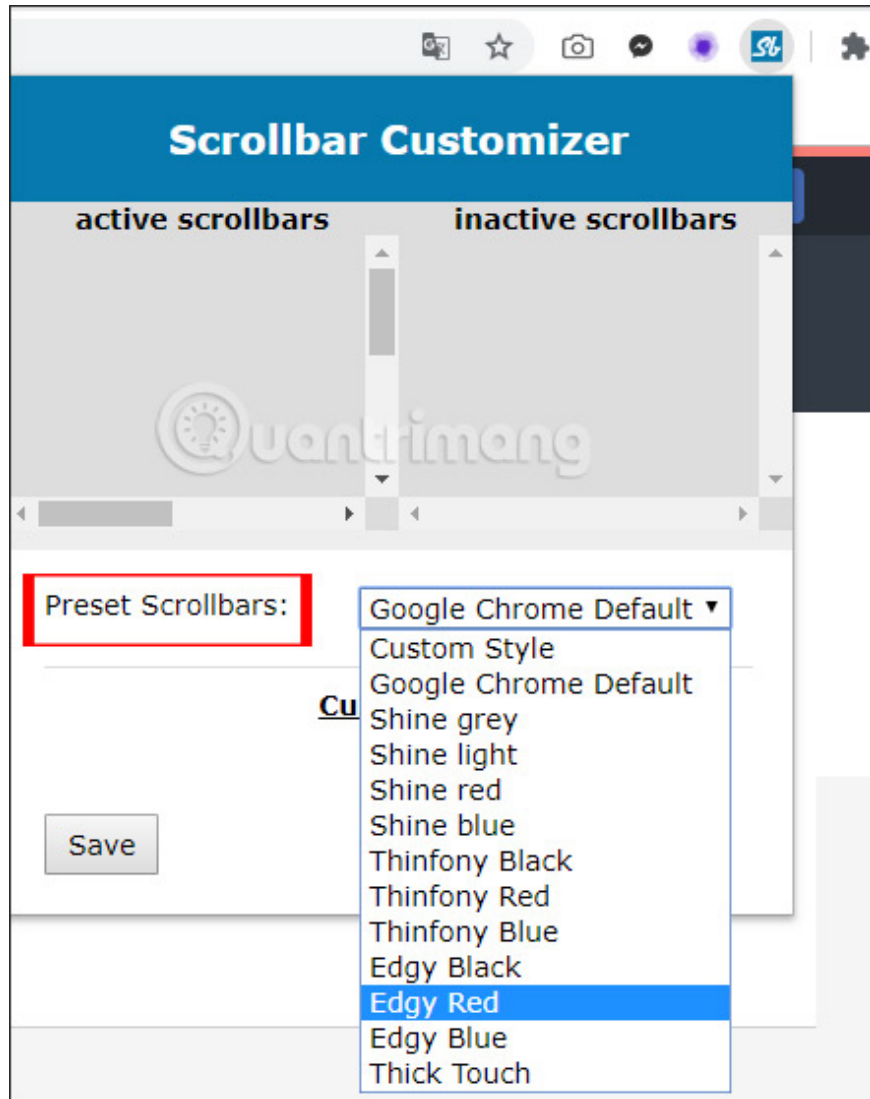 Sb
Scrollbar Customizer
active scrollbars inactive scrollbars
Quantrimang
Preset Scrollbars: Google Chrome Default
Custom Style
Google Chrome Default
Cu
Shine grey
Shine light
Shine red
Shine blue
Save
Thinfony Black
Thinfony Red
Thinfony Blue
Edgy Black
Edgy Red
Edgy Blue
Thick Touch